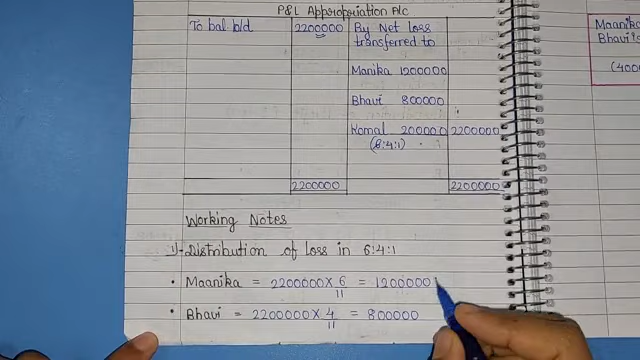 P&L Appropriation A/c
To bal b/d 2200000 By Net loss
transferred to
Manika 1200000
Bhavi 800000
Komal 200000 2200000
(6:4:1)
2200000 2200000
Working Notes
1) Distribution of loss in 6:4:1
• Maanika = 2200000 × 6/11 = 1200000
• Bhavi = 2200000 × 4/11 = 800000
Maanika
Bhavi's
(400